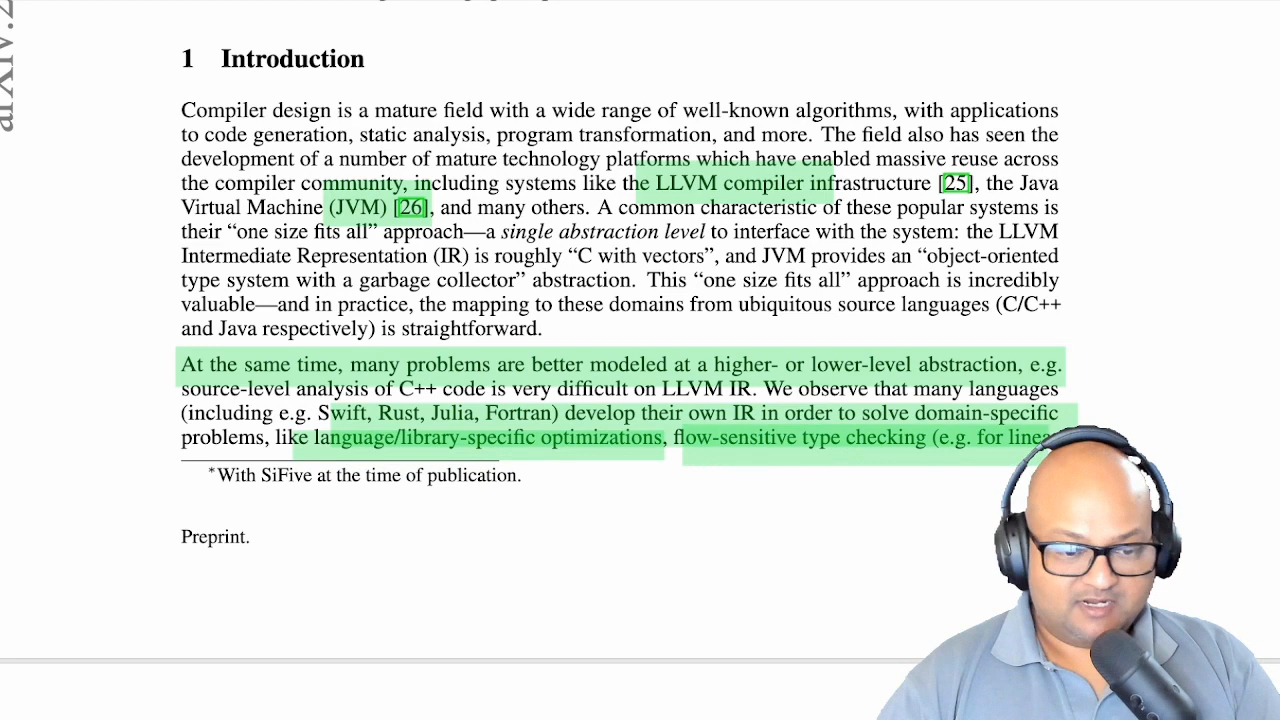 1 Introduction
Compiler design is a mature field with a wide range of well-known algorithms, with applications
to code generation, static analysis, program transformation, and more. The field also has seen the
development of a number of mature technology platforms which have enabled massive reuse across
the compiler community, including systems like the LLVM compiler infrastructure [25], the Java
Virtual Machine (JVM) [26], and many others. A common characteristic of these popular systems is
their “one size fits all” approach—a single abstraction level to interface with the system: the LLVM
Intermediate Representation (IR) is roughly “C with vectors”, and JVM provides an “object-oriented
type system with a garbage collector” abstraction. This “one size fits all” approach is incredibly
valuable—and in practice, the mapping to these domains from ubiquitous source languages (C/C++
and Java respectively) is straightforward.
At the same time, many problems are better modeled at a higher- or lower-level abstraction, e.g.
source-level analysis of C++ code is very difficult on LLVM IR. We observe that many languages
(including e.g. Swift, Rust, Julia, Fortran) develop their own IR in order to solve domain-specific
problems, like language/library-specific optimizations, flow-sensitive type checking (e.g. for
*With SiFive at the time of publication.
Preprint.